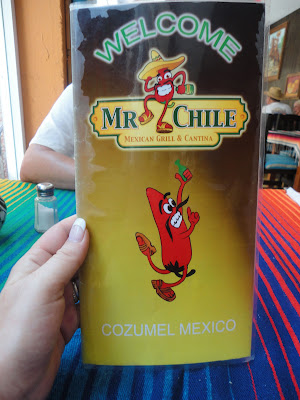 WELCOME
MR CHILE
MEXICAN GRILL & CANTINA
COZUMEL MEXICO